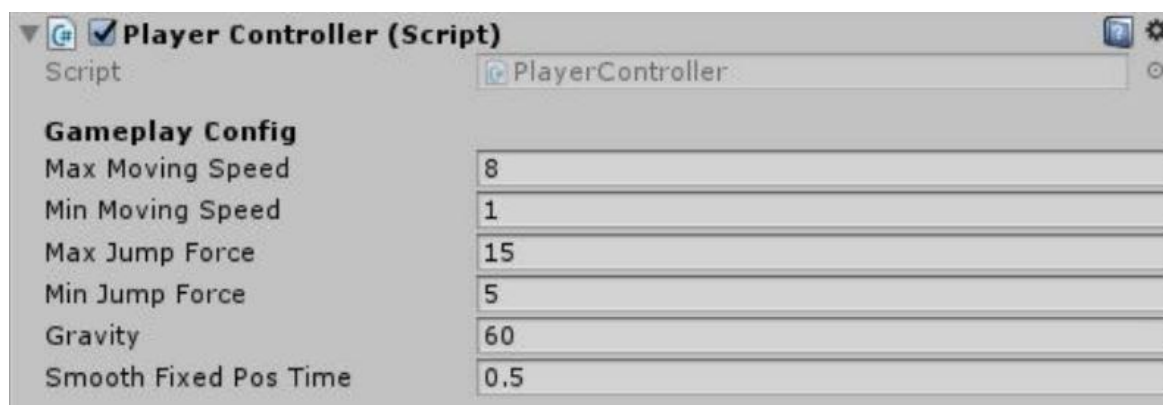 Player Controller (Script)
Script PlayerController
Gameplay Config
Max Moving Speed 8
Min Moving Speed 1
Max Jump Force 15
Min Jump Force 5
Gravity 60
Smooth Fixed Pos Time 0.5